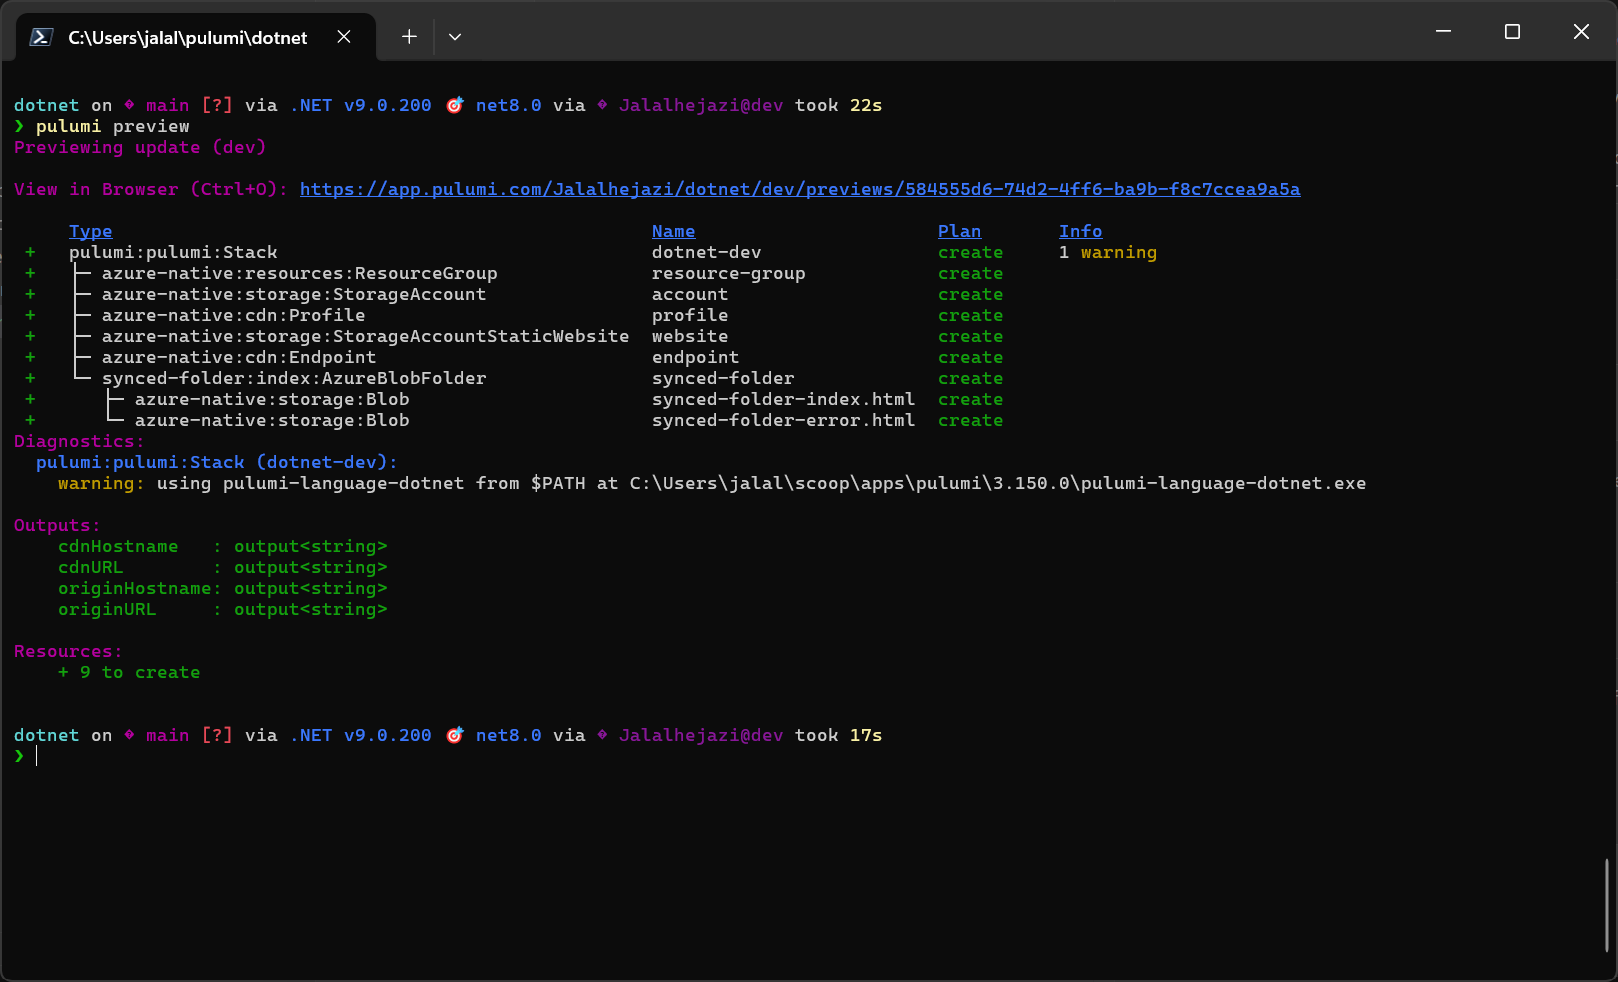 C:\Users\jalal\pulumi\dotnet
dotnet on � main [?] via .NET v9.0.200 🎯 net8.0 via � Jalalhejazi@dev took 22s
❯ pulumi preview
Previewing update (dev)
View in Browser (Ctrl+O): https://app.pulumi.com/Jalalhejazi/dotnet/dev/previews/584555d6-74d2-4ff6-ba9b-f8c7ccea9a5a
Type Name Plan Info
+ pulumi:pulumi:Stack dotnet-dev create 1 warning
+ ├─ azure-native:resources:ResourceGroup resource-group create
+ ├─ azure-native:storage:StorageAccount account create
+ ├─ azure-native:cdn:Profile profile create
+ ├─ azure-native:storage:StorageAccountStaticWebsite website create
+ ├─ azure-native:cdn:Endpoint endpoint create
+ └─ synced-folder:index:AzureBlobFolder synced-folder create
+ ├─ azure-native:storage:Blob synced-folder-index.html create
+ └─ azure-native:storage:Blob synced-folder-error.html create
Diagnostics:
pulumi:pulumi:Stack (dotnet-dev):
warning: using pulumi-language-dotnet from $PATH at C:\Users\jalal\scoop\apps\pulumi\3.150.0\pulumi-language-dotnet.exe
Outputs:
cdnHostname : output<string>
cdnURL : output<string>
originHostname: output<string>
originURL : output<string>
Resources:
+ 9 to create
dotnet on � main [?] via .NET v9.0.200 🎯 net8.0 via � Jalalhejazi@dev took 17s
❯